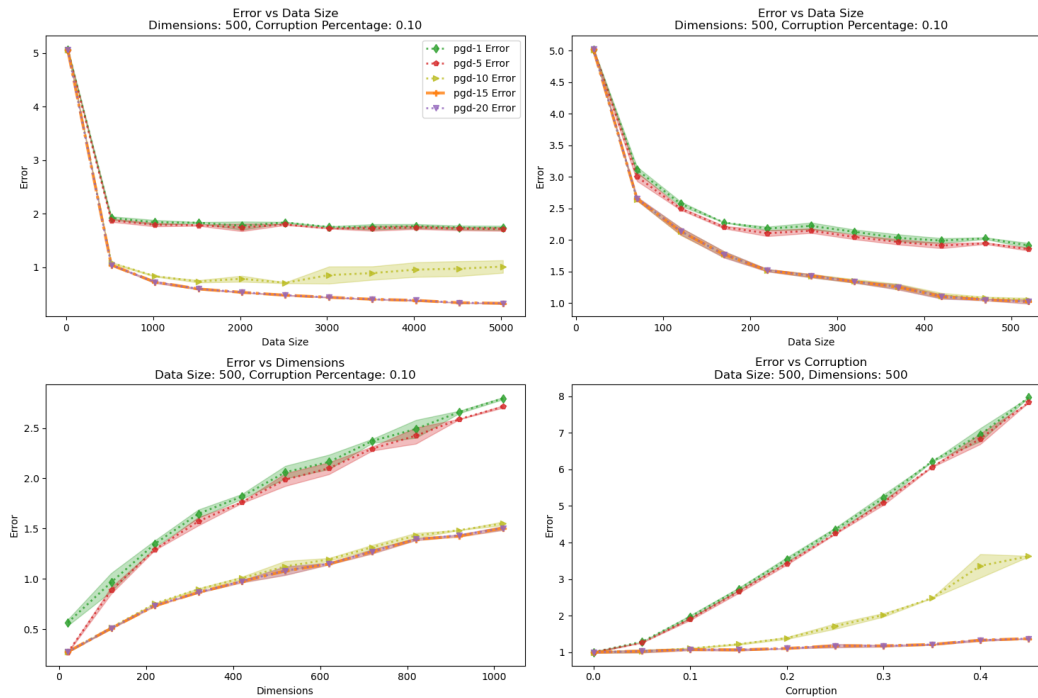 Error vs Data Size
Dimensions: 500, Corruption Percentage: 0.10
5
4
3
2
1
Error
0
1000
2000
3000
4000
5000
Data Size
pgd-1 Error
pgd-5 Error
pgd-10 Error
pgd-15 Error
pgd-20 Error
Error vs Data Size
Dimensions: 500, Corruption Percentage: 0.10
5.0
4.5
4.0
3.5
3.0
2.5
2.0
1.5
1.0
Error
0
100
200
300
400
500
Data Size
Error vs Dimensions
Data Size: 500, Corruption Percentage: 0.10
2.5
2.0
1.5
1.0
0.5
Error
0
200
400
600
800
1000
Dimensions
Error vs Corruption
Data Size: 500, Dimensions: 500
8
7
6
5
4
3
2
1
Error
0.0
0.1
0.2
0.3
0.4
Corruption